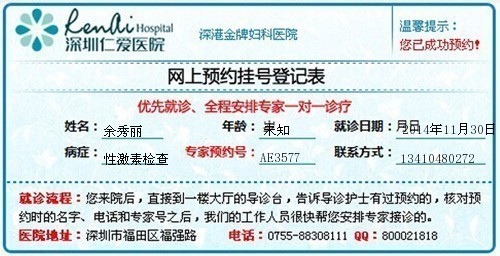 RenAi Hospital
深圳仁爱医院
深港金牌妇科医院
温馨提示:
您已成功预约!
网上预约挂号登记表
优先就诊、全程安排专家一对一诊疗
姓名: 余秀丽 年龄: 未知 就诊日期: 2014年11月30日
病症: 性激素检查 专家预约号: AE3577 联系方式: 13410480272
就诊流程: 您来院后,直接到一楼大厅的导诊台,告诉导诊护士有过预约的,核对预
约时的名字、电话和专家号之后,我们的工作人员很快帮您安排专家接诊的。
医院地址: 深圳市福田区福强路 电话: 0755-88308111 QQ: 800021818